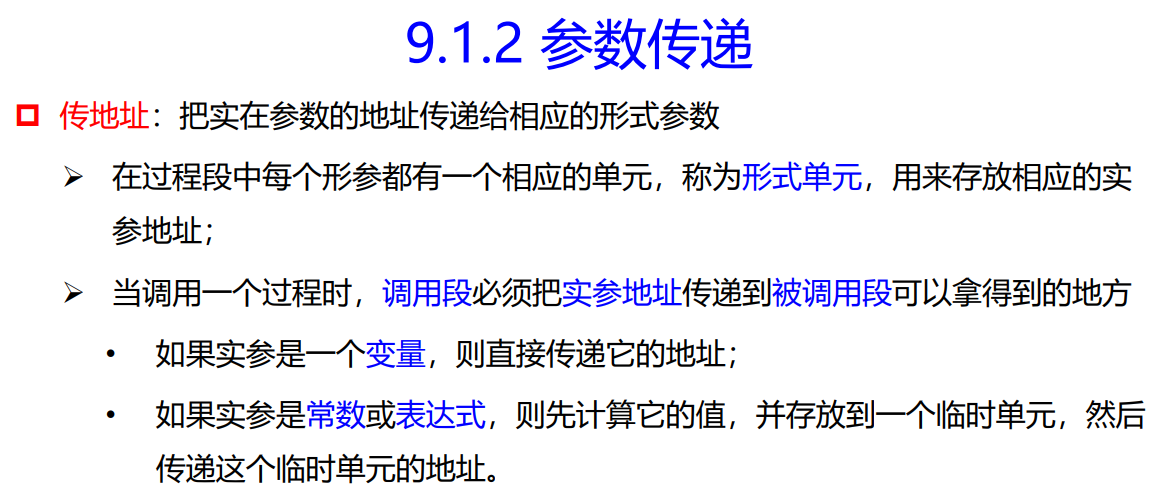 9.1.2 参数传递
传地址：把实在参数的地址传递给相应的形式参数
在过程段中每个形参都有一个相应的单元，称为形式单元，用来存放相应的实
参地址；
当调用一个过程时，调用段必须把实参地址传递到被调用段可以拿得到的地方
• 如果实参是一个变量，则直接传递它的地址；
• 如果实参是常数或表达式，则先计算它的值，并存放到一个临时单元，然后
传递这个临时单元的地址。